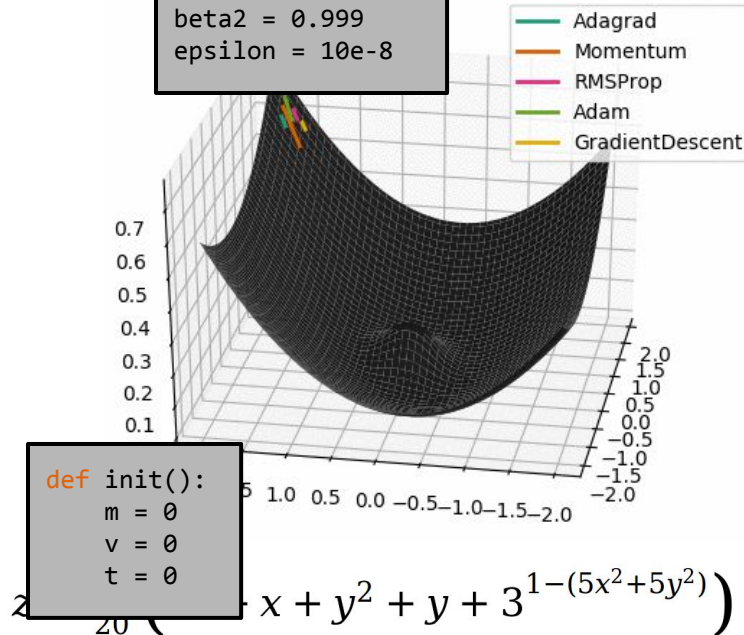 beta2 = 0.999
epsilon = 10e-8
Adagrad
Momentum
RMSProp
Adam
GradientDescent
0.7
0.6
0.5
0.4
0.3
0.2
0.1
2.0
1.5
1.0
0.5
0.0
−0.5
−1.0
−1.5
−2.0
5 1.0 0.5 0.0 −0.5 −1.0 −1.5 −2.0
def init():
m = 0
v = 0
t = 0
20 ( x + y² + y + 3^{1−(5x²+5y²)} )